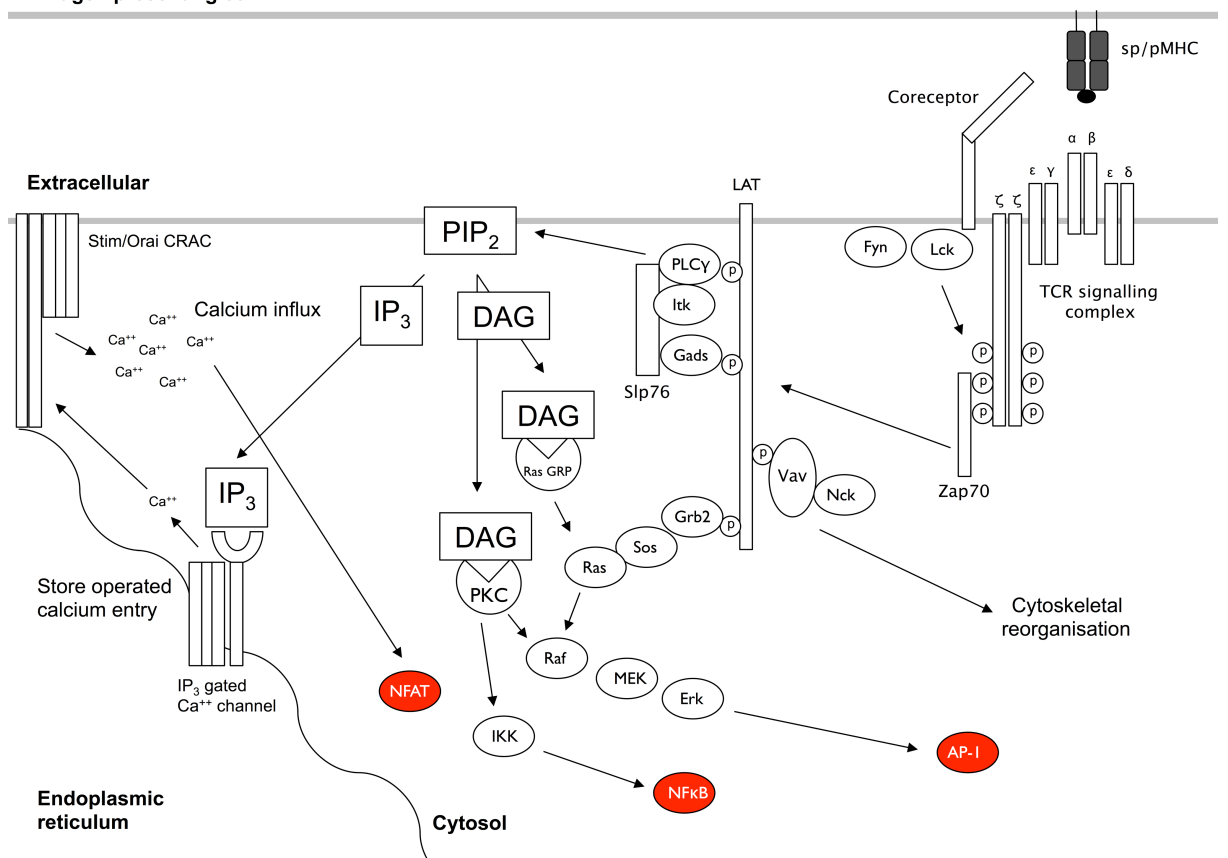 sp/pMHC
Coreceptor
α
β
ε
γ
ε
δ
Extracellular
LAT
ζ
ζ
Stim/Orai CRAC
PIP₂
Fyn
Lck
PLCγ
p
Itk
TCR signalling
complex
Calcium influx
IP₃
DAG
Ca⁺⁺
Ca⁺⁺
Ca⁺⁺
Ca⁺⁺
Ca⁺⁺
Ca⁺⁺
Gads
p
Slp76
p
p
p
p
p
p
DAG
Ras GRP
Zap70
p
Vav
Nck
IP₃
Ca⁺⁺
Grb2
p
Sos
Ras
DAG
PKC
Store operated
calcium entry
Cytoskeletal
reorganisation
Raf
MEK
Erk
IP₃ gated
Ca⁺⁺ channel
NFAT
IKK
AP-1
NFκB
Endoplasmic
reticulum
Cytosol